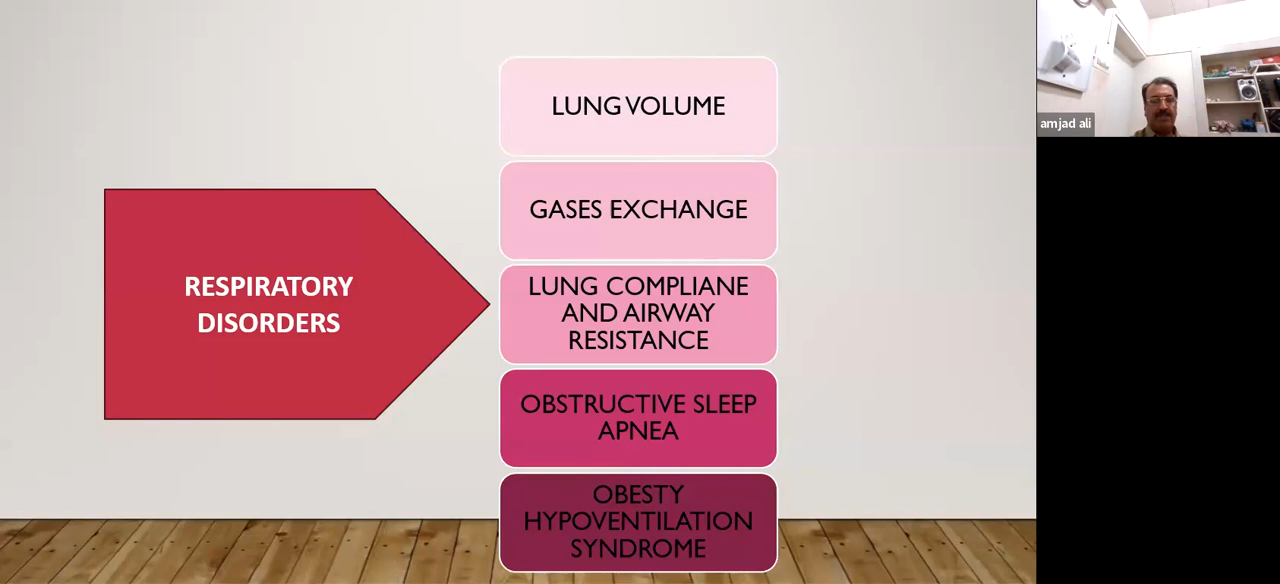 LUNG VOLUME
GASES EXCHANGE
LUNG COMPLIANE
AND AIRWAY
RESISTANCE
OBSTRUCTIVE SLEEP
APNEA
OBESTY
HYPOVENTILATION
SYNDROME
RESPIRATORY
DISORDERS
amjad ali